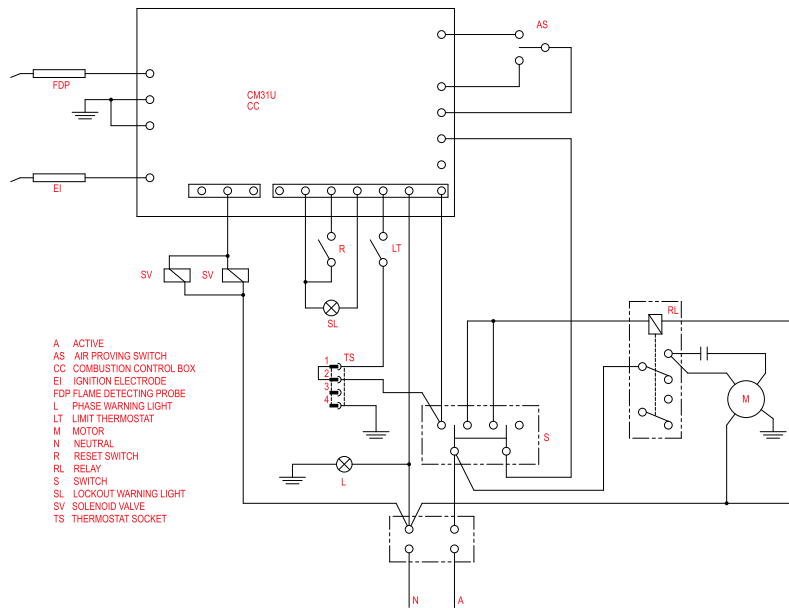 AS
FDP
CM31U
CC
EI
R
LT
SV
SV
RL
SL
A ACTIVE
AS AIR PROVING SWITCH
CC COMBUSTION CONTROL BOX
EI IGNITION ELECTRODE
FDP FLAME DETECTING PROBE
L PHASE WARNING LIGHT
LT LIMIT THERMOSTAT
M MOTOR
N NEUTRAL
R RESET SWITCH
RL RELAY
S SWITCH
SL LOCKOUT WARNING LIGHT
SV SOLENOID VALVE
TS THERMOSTAT SOCKET
1
TS
2
3
4
M
S
L
N
A